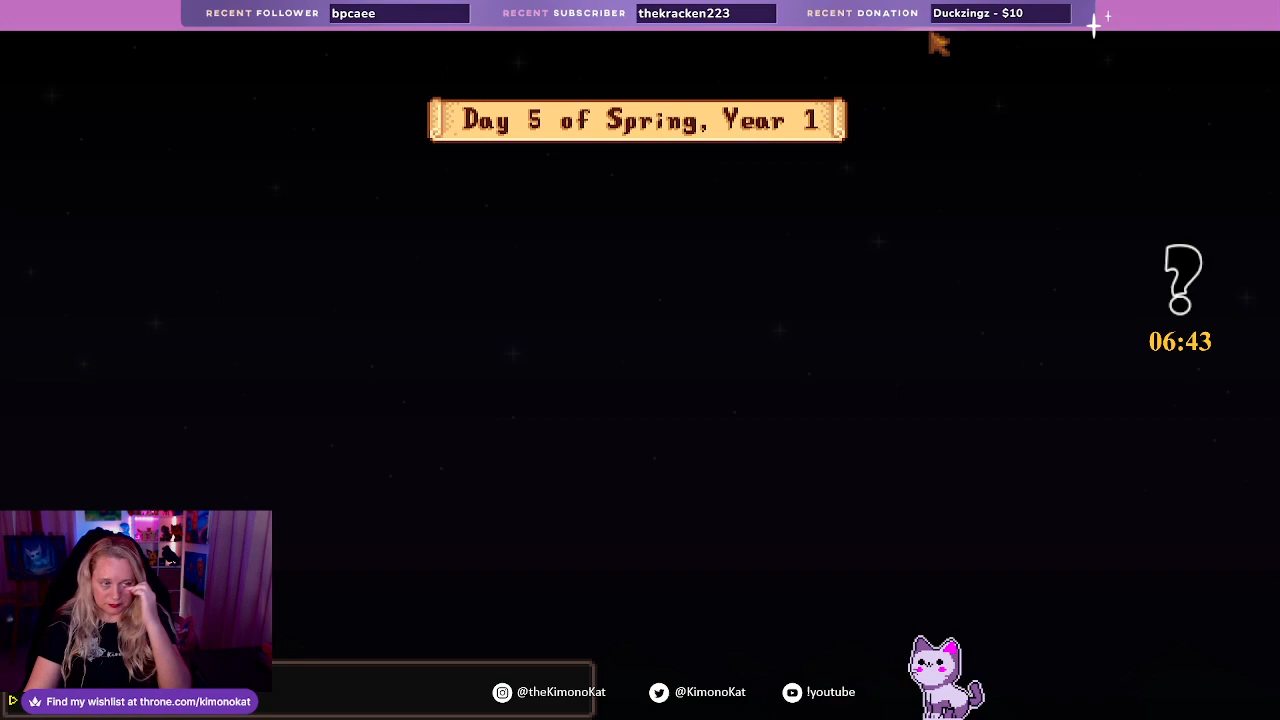 RECENT FOLLOWER bpcaee RECENT SUBSCRIBER thekracken223 RECENT DONATION Duckzingz - $10
Day 5 of Spring, Year 1
?
06:43
@theKimonoKat @KimonoKat !youtube
Find my wishlist at throne.com/kimonokat